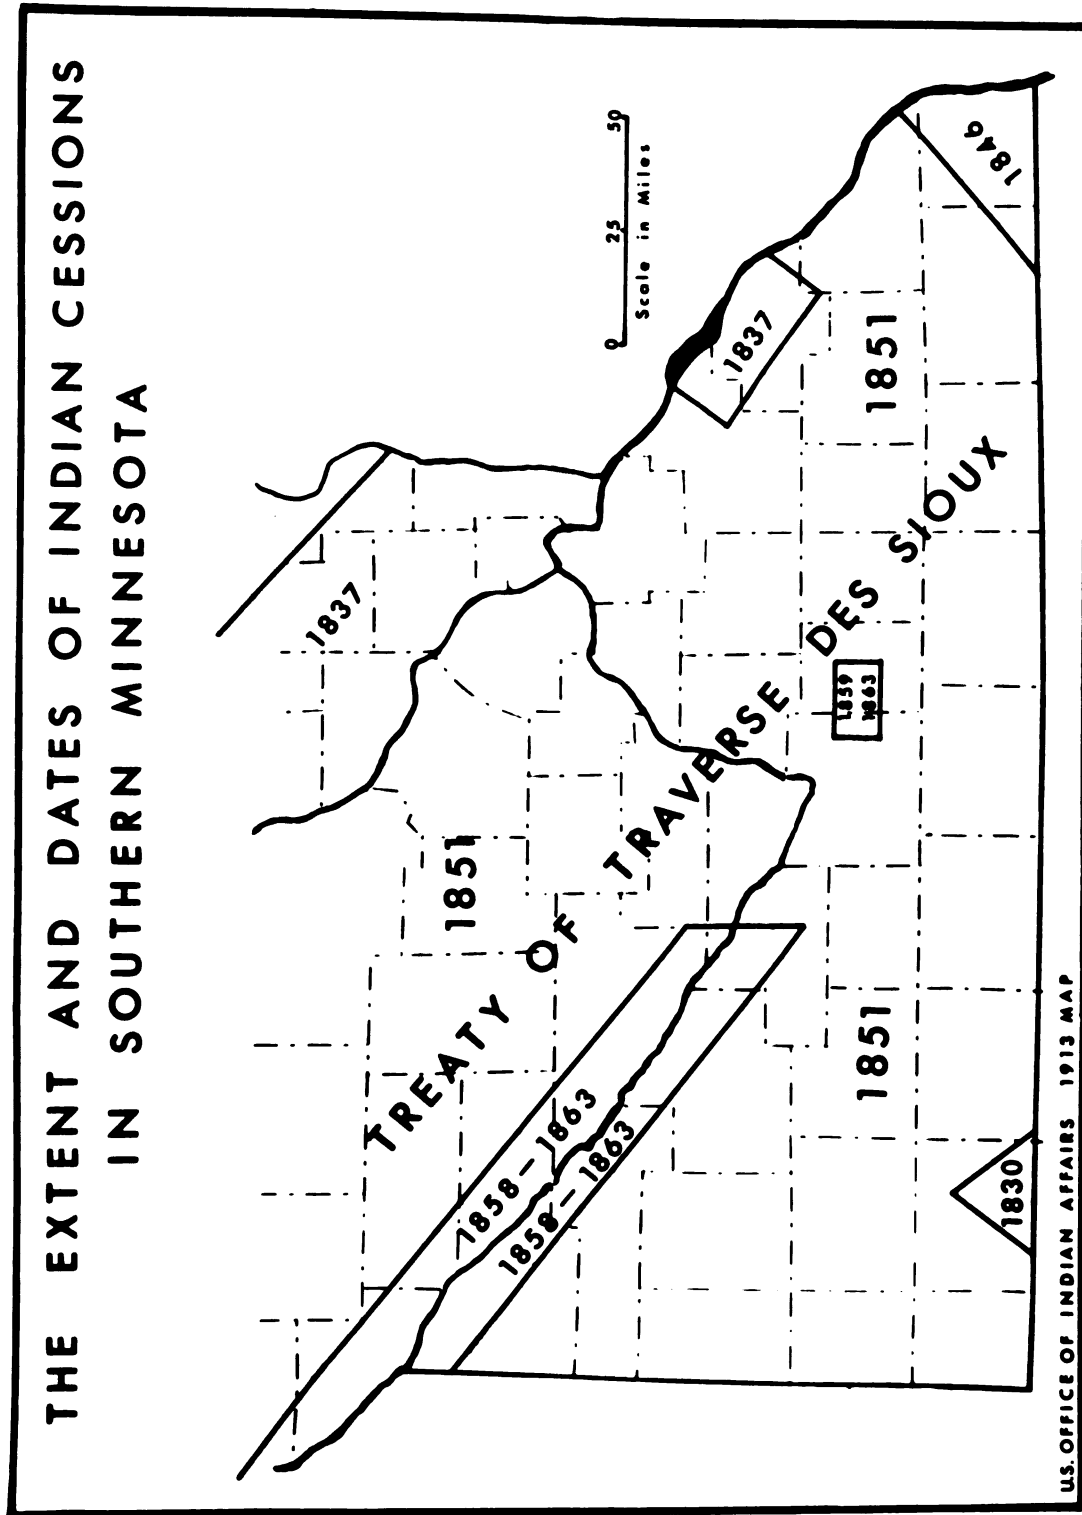 THE EXTENT AND DATES OF INDIAN CESSIONS
IN SOUTHERN MINNESOTA
1837
0 25 50
Scale in Miles
1851
TREATY OF TRAVERSE DES SIOUX
1837
1858 — 1863
1858 — 1863
1859
1863
1851
1851
1846
1830
U.S. OFFICE OF INDIAN AFFAIRS 1913 MAP